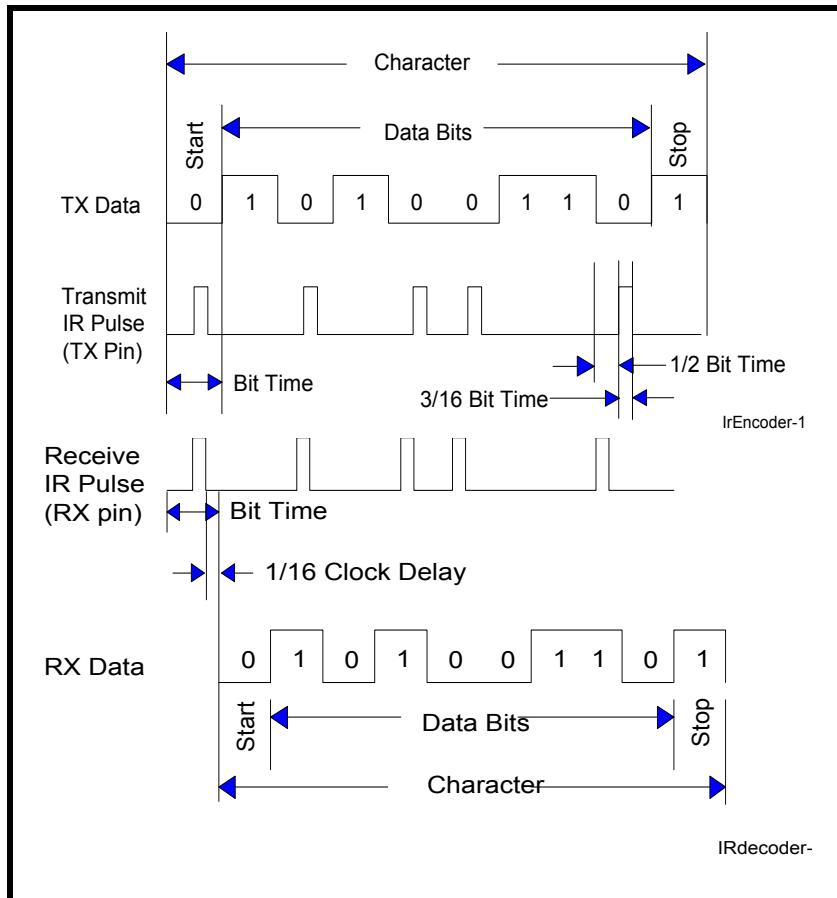 Character
Start
Data Bits
Stop
TX Data
0 1 0 1 0 0 1 1 0 1
Transmit
IR Pulse
(TX Pin)
Bit Time
1/2 Bit Time
3/16 Bit Time
IrEncoder-1
Receive
IR Pulse
(RX pin)
Bit Time
1/16 Clock Delay
RX Data
0 1 0 1 0 0 1 1 0 1
Start
Data Bits
Stop
Character
IRdecoder-